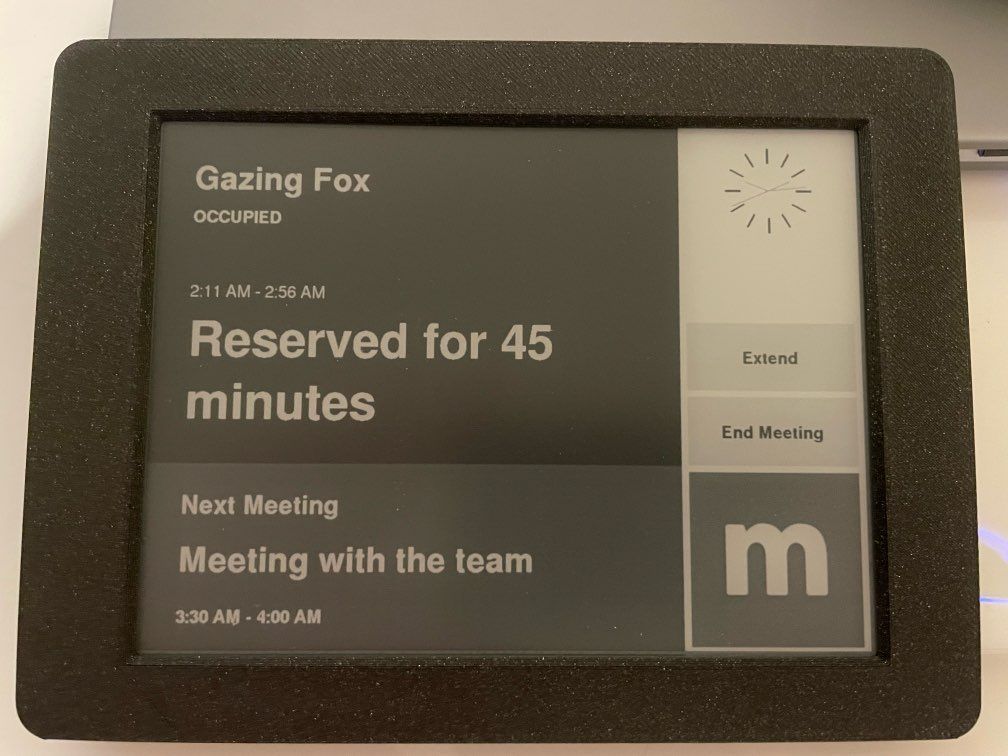 Gazing Fox
OCCUPIED
2:11 AM - 2:56 AM
Reserved for 45
minutes
Next Meeting
Meeting with the team
3:30 AM - 4:00 AM
Extend
End Meeting
m